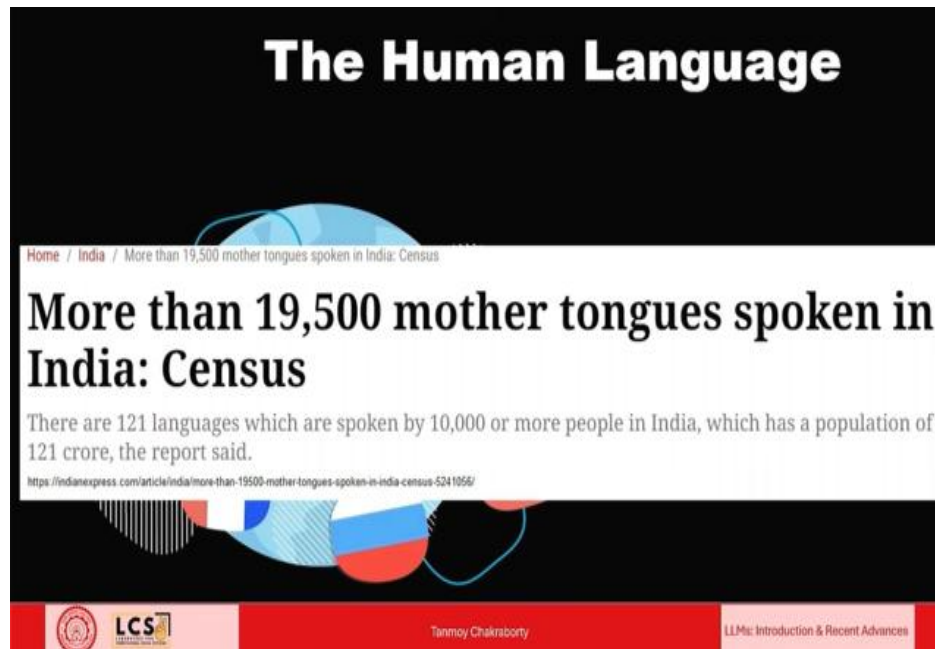 The Human Language
Home / India / More than 19,500 mother tongues spoken in India: Census
More than 19,500 mother tongues spoken in
India: Census
There are 121 languages which are spoken by 10,000 or more people in India, which has a population of
121 crore, the report said.
https://indianexpress.com/article/india/more-than-19500-mother-tongues-spoken-in-india-census-5241056/
LCS
Tanmoy Chakraborty
LLMs: Introduction & Recent Advances